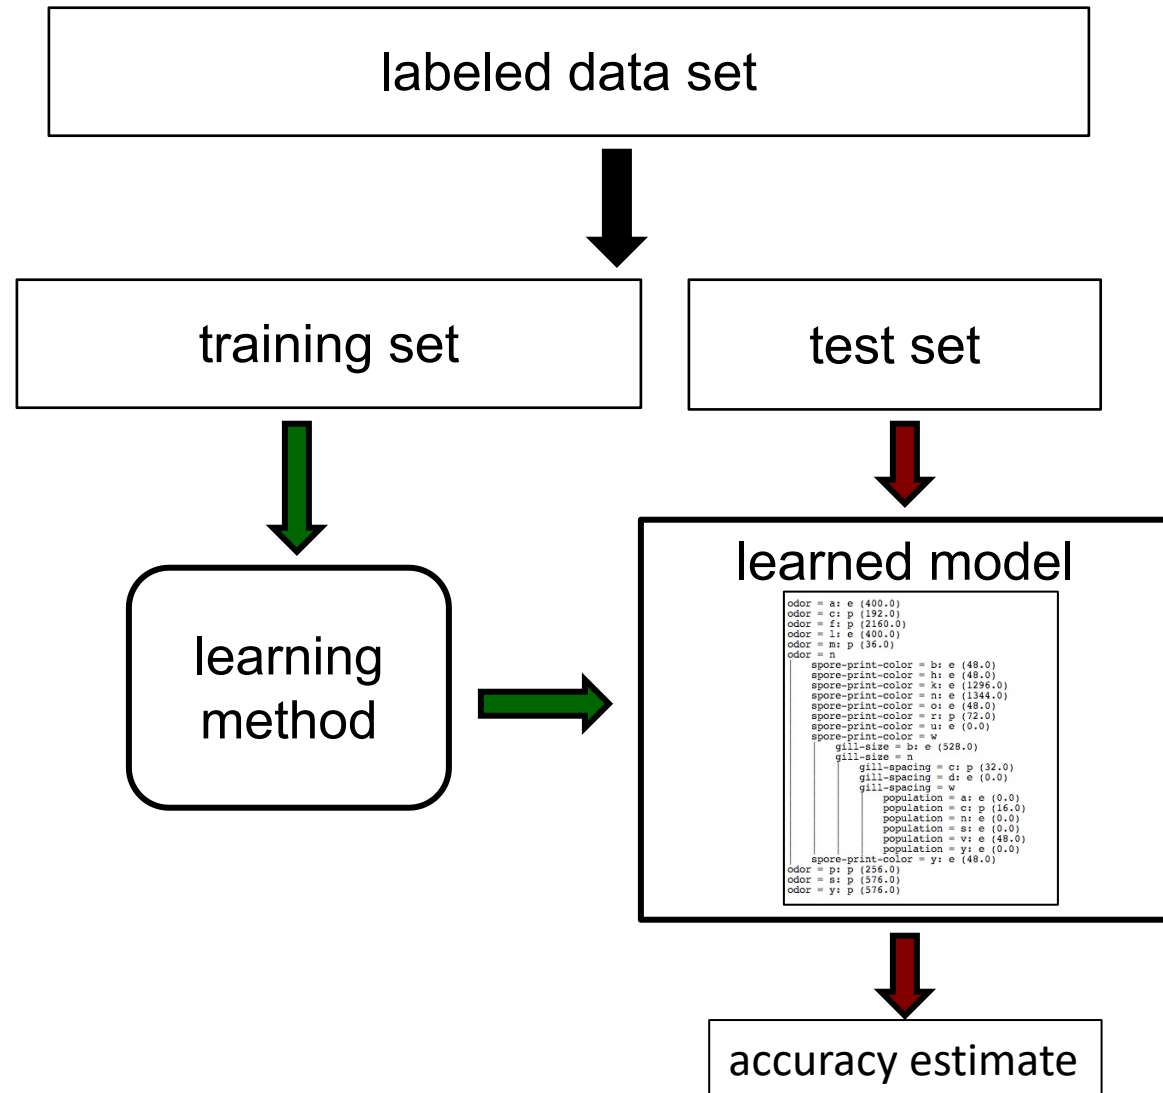 labeled data set
training set
test set
learning
method
learned model
odor = a: e (400.0)
odor = c: p (192.0)
odor = f: p (2160.0)
odor = l: e (400.0)
odor = m: p (36.0)
odor = n
|   spore-print-color = b: e (48.0)
|   spore-print-color = h: e (48.0)
|   spore-print-color = k: e (1296.0)
|   spore-print-color = n: e (1344.0)
|   spore-print-color = o: e (48.0)
|   spore-print-color = r: p (72.0)
|   spore-print-color = u: e (0.0)
|   spore-print-color = w
|   |   gill-size = b: e (528.0)
|   |   gill-size = n
|   |   |   gill-spacing = c: p (32.0)
|   |   |   gill-spacing = d: e (0.0)
|   |   |   gill-spacing = w
|   |   |   |   population = a: e (0.0)
|   |   |   |   population = c: p (16.0)
|   |   |   |   population = n: e (0.0)
|   |   |   |   population = s: e (0.0)
|   |   |   |   population = v: e (48.0)
|   |   |   |   population = y: e (0.0)
|   spore-print-color = y: e (48.0)
odor = p: p (256.0)
odor = s: p (576.0)
odor = y: p (576.0)
accuracy estimate